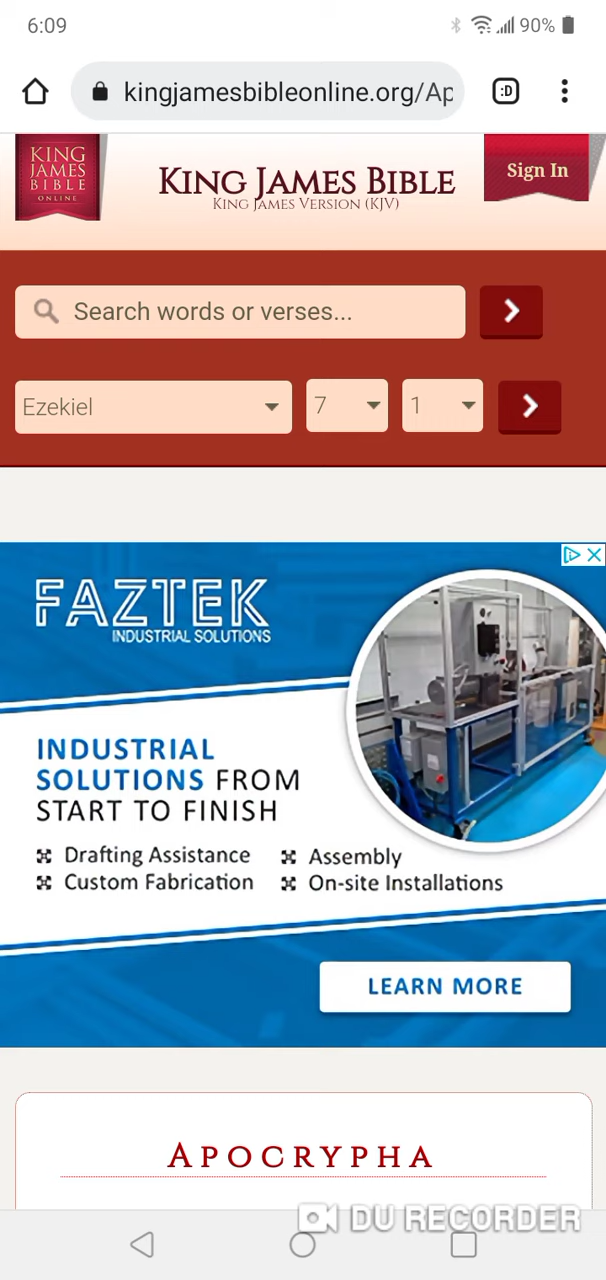 6:09
90%
:D
kingjamesbibleonline.org/Ap
KING
JAMES
BIBLE
ONLINE
KING JAMES BIBLE
KING JAMES VERSION (KJV)
Sign In
Search words or verses...
Ezekiel
7
1
FAZTEK
INDUSTRIAL SOLUTIONS
INDUSTRIAL
SOLUTIONS FROM
START TO FINISH
Drafting Assistance
Assembly
Custom Fabrication
On-site Installations
LEARN MORE
APOCRYPHA
DU RECORDER